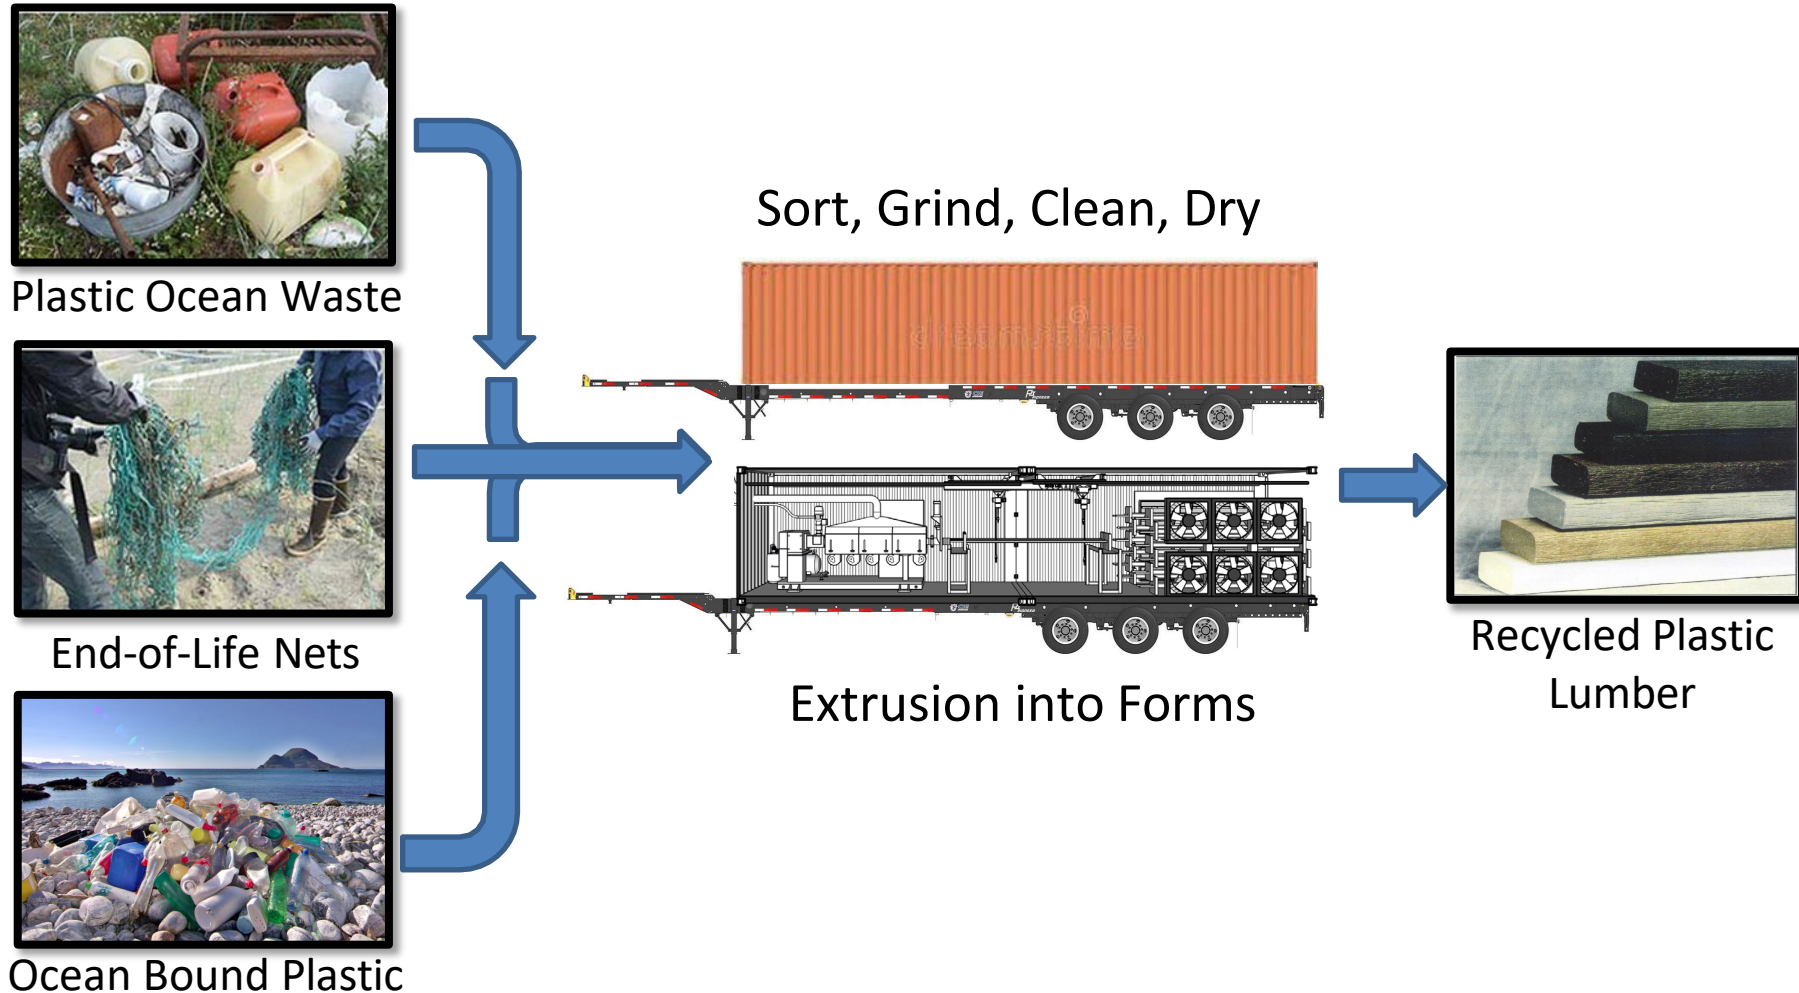 Plastic Ocean Waste
Sort, Grind, Clean, Dry
dreamstime
End-of-Life Nets
Extrusion into Forms
Recycled Plastic
Lumber
Ocean Bound Plastic